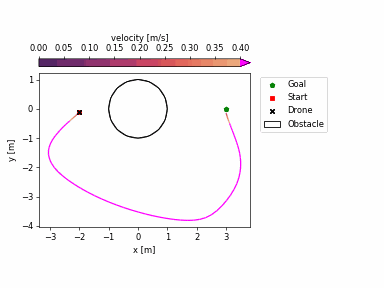 velocity [m/s]
0.00 0.05 0.10 0.15 0.20 0.25 0.30 0.35 0.40
Goal
Start
Drone
Obstacle
1
0
−1
−2
−3
−4
y [m]
−3 −2 −1 0 1 2 3
x [m]